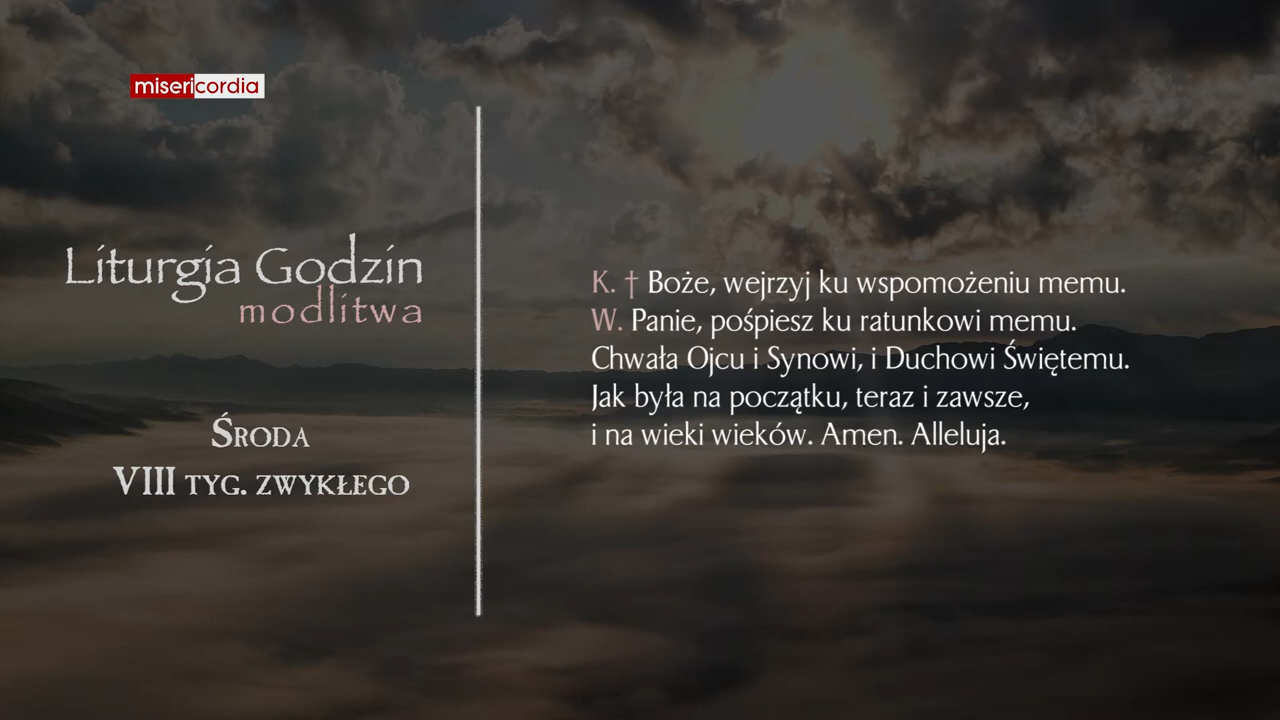 misericordia
Liturgia Godzin
modlitwa
Środa
VIII tyg. zwykłego
K. † Boże, wejrzyj ku wspomożeniu memu.
W. Panie, pośpiesz ku ratunkowi memu.
Chwała Ojcu i Synowi, i Duchowi Świętemu.
Jak była na początku, teraz i zawsze,
i na wieki wieków. Amen. Alleluja.